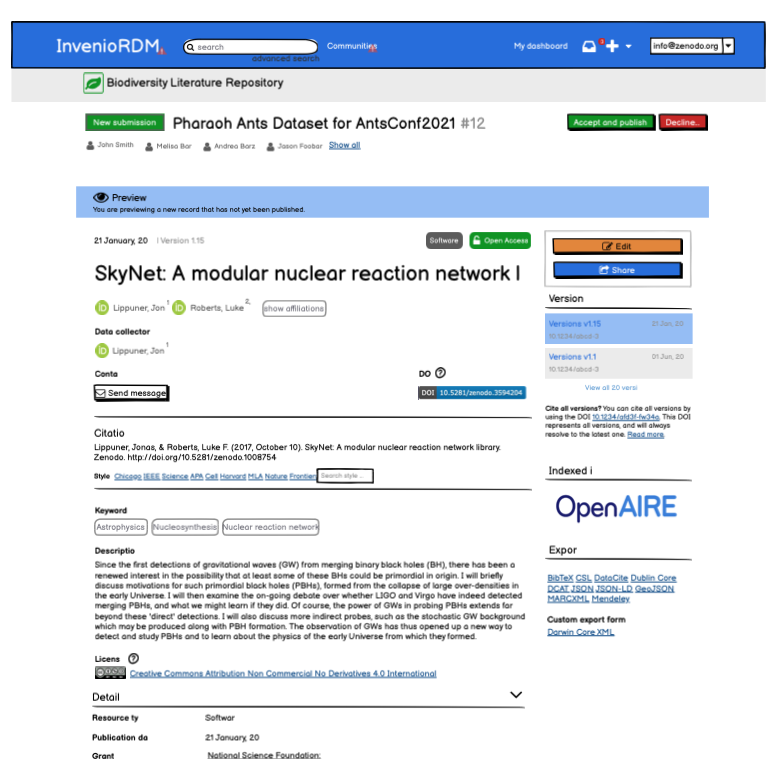 InvenioRDM
search
Communities
My dashboard
info@zenodo.org
advanced search
Biodiversity Literature Repository
New submission Pharaoh Ants Dataset for AntsConf2021 #12
Accept and publish Decline..
John Smith Melisa Bar Andrea Barz Jason Foobar Show all
Preview
You are previewing a new record that has not yet been published.
21 January, 20 | Version 1.15
Software Open Access
SkyNet: A modular nuclear reaction network l
Lippuner, Jon 1 Roberts, Luke 2, show affiliations
Data collector
Lippuner, Jon 1
Conta
Send message
DO
DOI 10.5281/zenodo.3594204
Citatio
Lippuner, Jonas, & Roberts, Luke F. (2017, October 10). SkyNet: A modular nuclear reaction network library.
Zenodo. http://doi.org/10.5281/zenodo.1008754
Style Chicago IEEE Science APA Cell Harvard MLA Nature Frontier Search style ...
Keyword
Astrophysics Nucleosynthesis Nuclear reaction network
Descriptio
Since the first detections of gravitational waves (GW) from merging binary black holes (BH), there has been a
renewed interest in the possibility that at least some of these BHs could be primordial in origin. I will briefly
discuss motivations for such primordial black holes (PBHs), formed from the collapse of large over-densities in
the early Universe. I will then examine the on-going debate over whether LIGO and Virgo have indeed detected
merging PBHs, and what we might learn if they did. Of course, the power of GWs in probing PBHs extends far
beyond these 'direct' detections. I will also discuss more indirect probes, such as the stochastic GW background
which may be produced along with PBH formation. The observation of GWs has thus opened up a new way to
detect and study PBHs and to learn about the physics of the early Universe from which they formed.
Licens
Creative Commons Attribution Non Commercial No Derivatives 4.0 International
Detail
Resource ty Softwar
Publication da 21 January, 20
Grant National Science Foundation:
Edit
Share
Version
Versions v1.15 21 Jun, 20
10.1234/abcd-3
Versions v1.1 01 Jun, 20
10.1234/abcd-3
View all 20 versi
Cite all versions? You can cite all versions by
using the DOI 10.1234/afd3f-fw34a. This DOI
represents all versions, and will always
resolve to the latest one. Read more.
Indexed i
OpenAIRE
Expor
BibTeX CSL DataCite Dublin Core
DCAT JSON JSON-LD GeoJSON
MARCXML Mendeley
Custom export form
Darwin Core XML